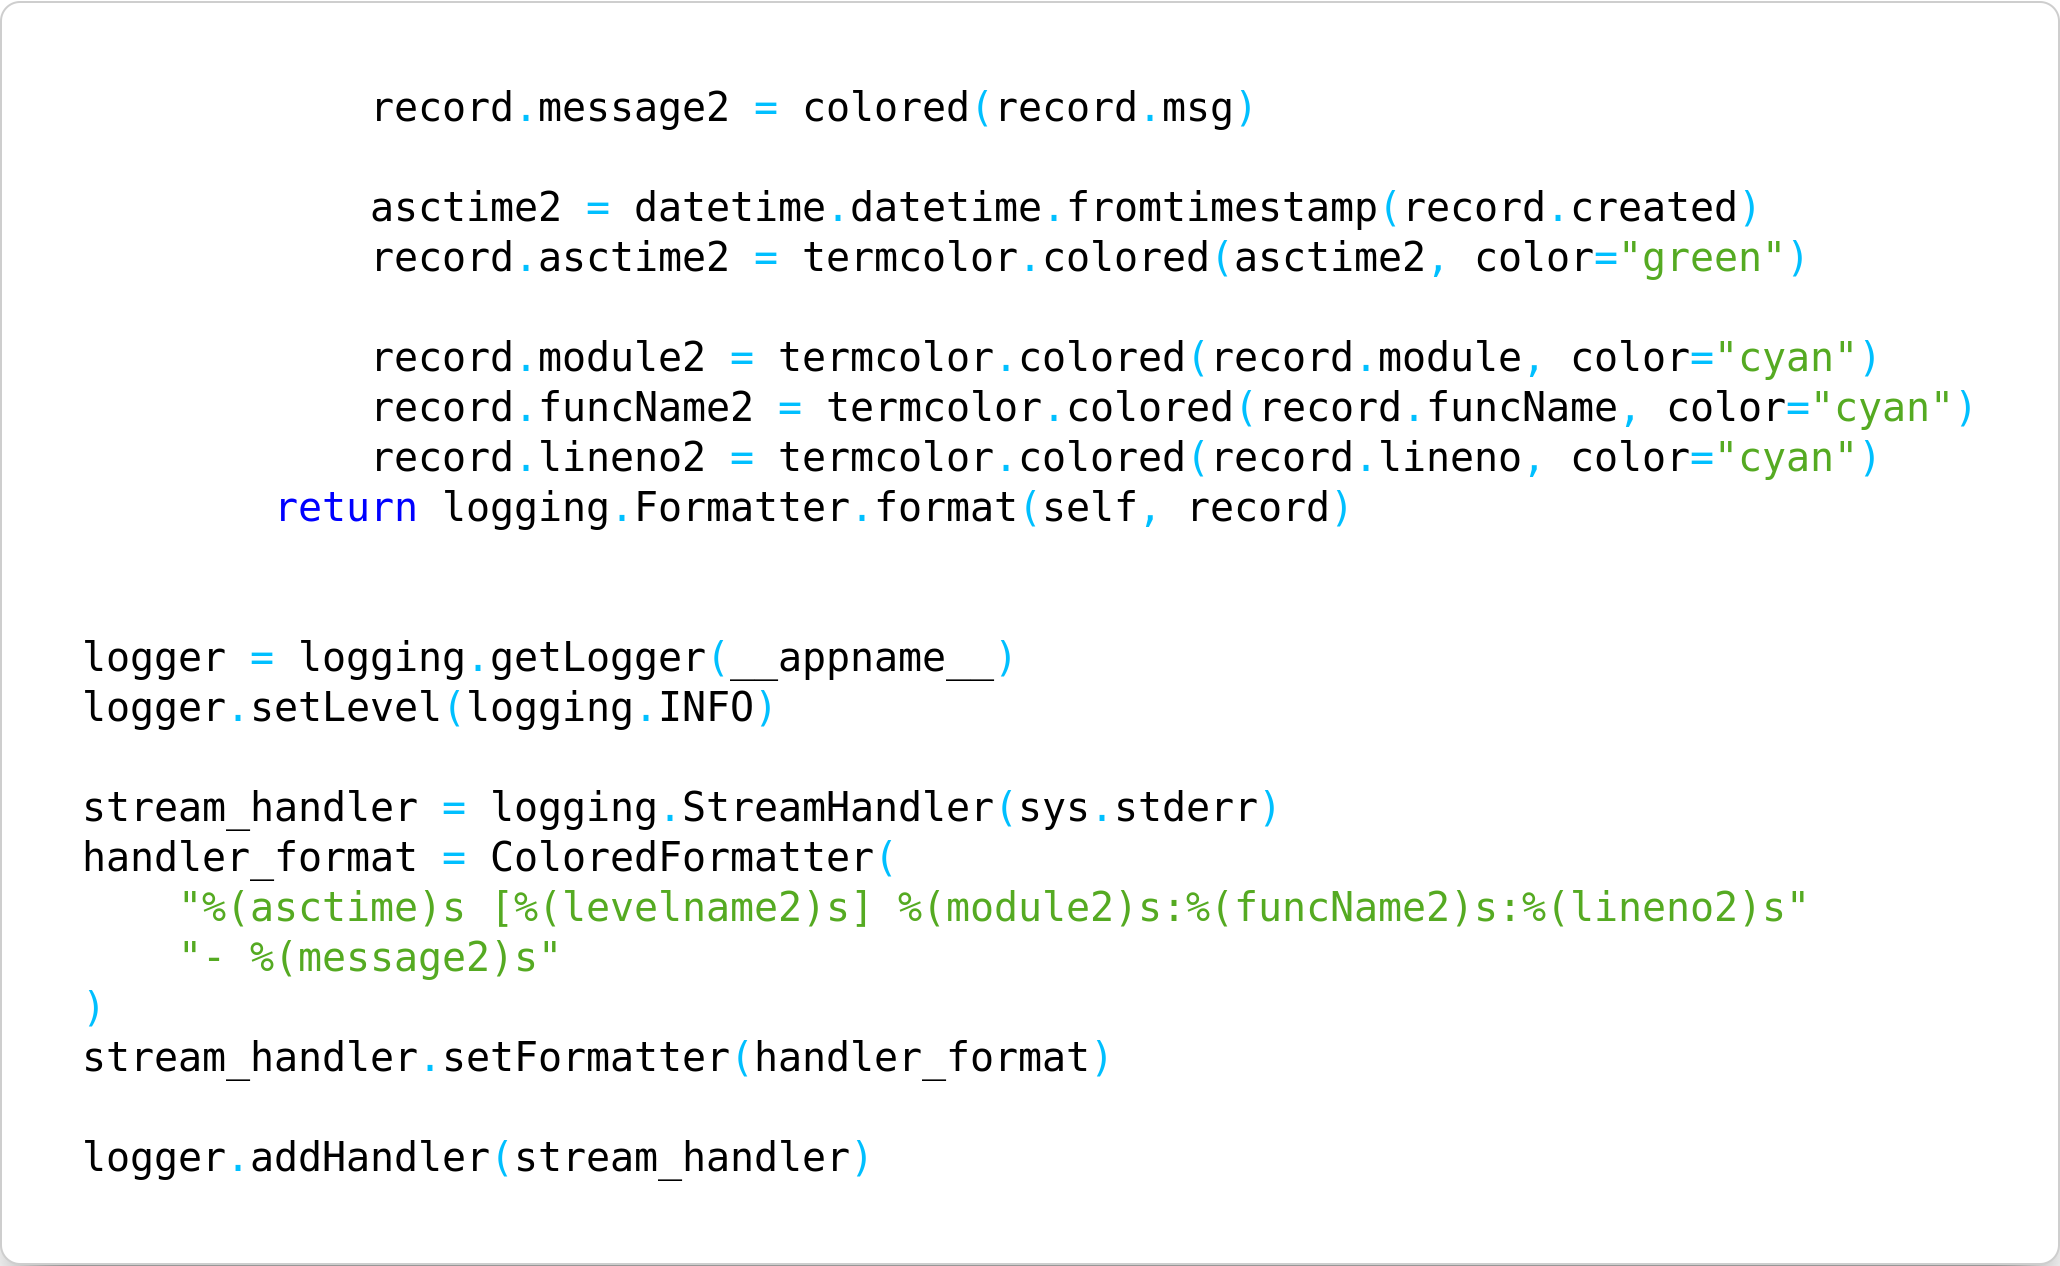 record.message2 = colored(record.msg)

            asctime2 = datetime.datetime.fromtimestamp(record.created)
            record.asctime2 = termcolor.colored(asctime2, color="green")

            record.module2 = termcolor.colored(record.module, color="cyan")
            record.funcName2 = termcolor.colored(record.funcName, color="cyan")
            record.lineno2 = termcolor.colored(record.lineno, color="cyan")
        return logging.Formatter.format(self, record)


logger = logging.getLogger(__appname__)
logger.setLevel(logging.INFO)

stream_handler = logging.StreamHandler(sys.stderr)
handler_format = ColoredFormatter(
    "%(asctime)s [%(levelname2)s] %(module2)s:%(funcName2)s:%(lineno2)s"
    "- %(message2)s"
)
stream_handler.setFormatter(handler_format)

logger.addHandler(stream_handler)